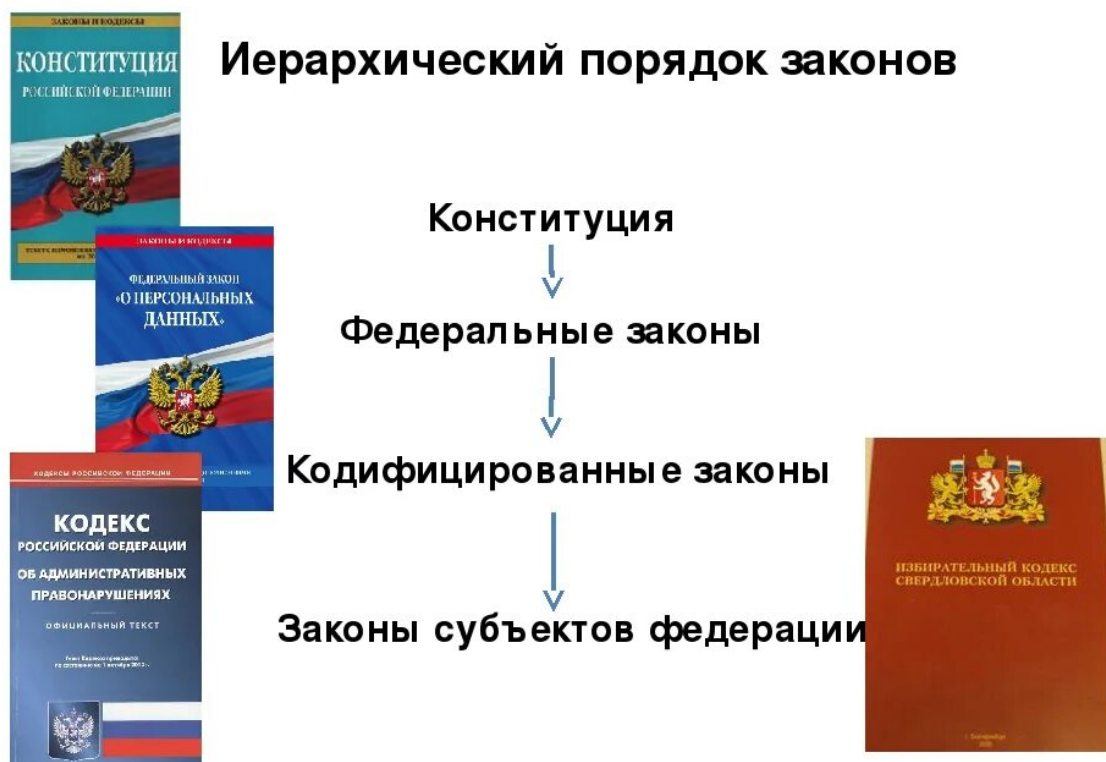 ЗАКОНЫ И КОДЕКСЫ
КОНСТИТУЦИЯ
РОССИЙСКОЙ ФЕДЕРАЦИИ
Иерархический порядок законов
Конституция
ЗАКОНЫ И КОДЕКСЫ
ФЕДЕРАЛЬНЫЙ ЗАКОН
«О ПЕРСОНАЛЬНЫХ
ДАННЫХ»
Федеральные законы
Кодифицированные законы
КОДЕКСЫ РОССИЙСКОЙ ФЕДЕРАЦИИ
КОДЕКС
РОССИЙСКОЙ ФЕДЕРАЦИИ
ОБ АДМИНИСТРАТИВНЫХ
ПРАВОНАРУШЕНИЯХ
ОФИЦИАЛЬНЫЙ ТЕКСТ
ИЗБИРАТЕЛЬНЫЙ КОДЕКС
СВЕРДЛОВСКОЙ ОБЛАСТИ
Законы субъектов федерации
г. Екатеринбург